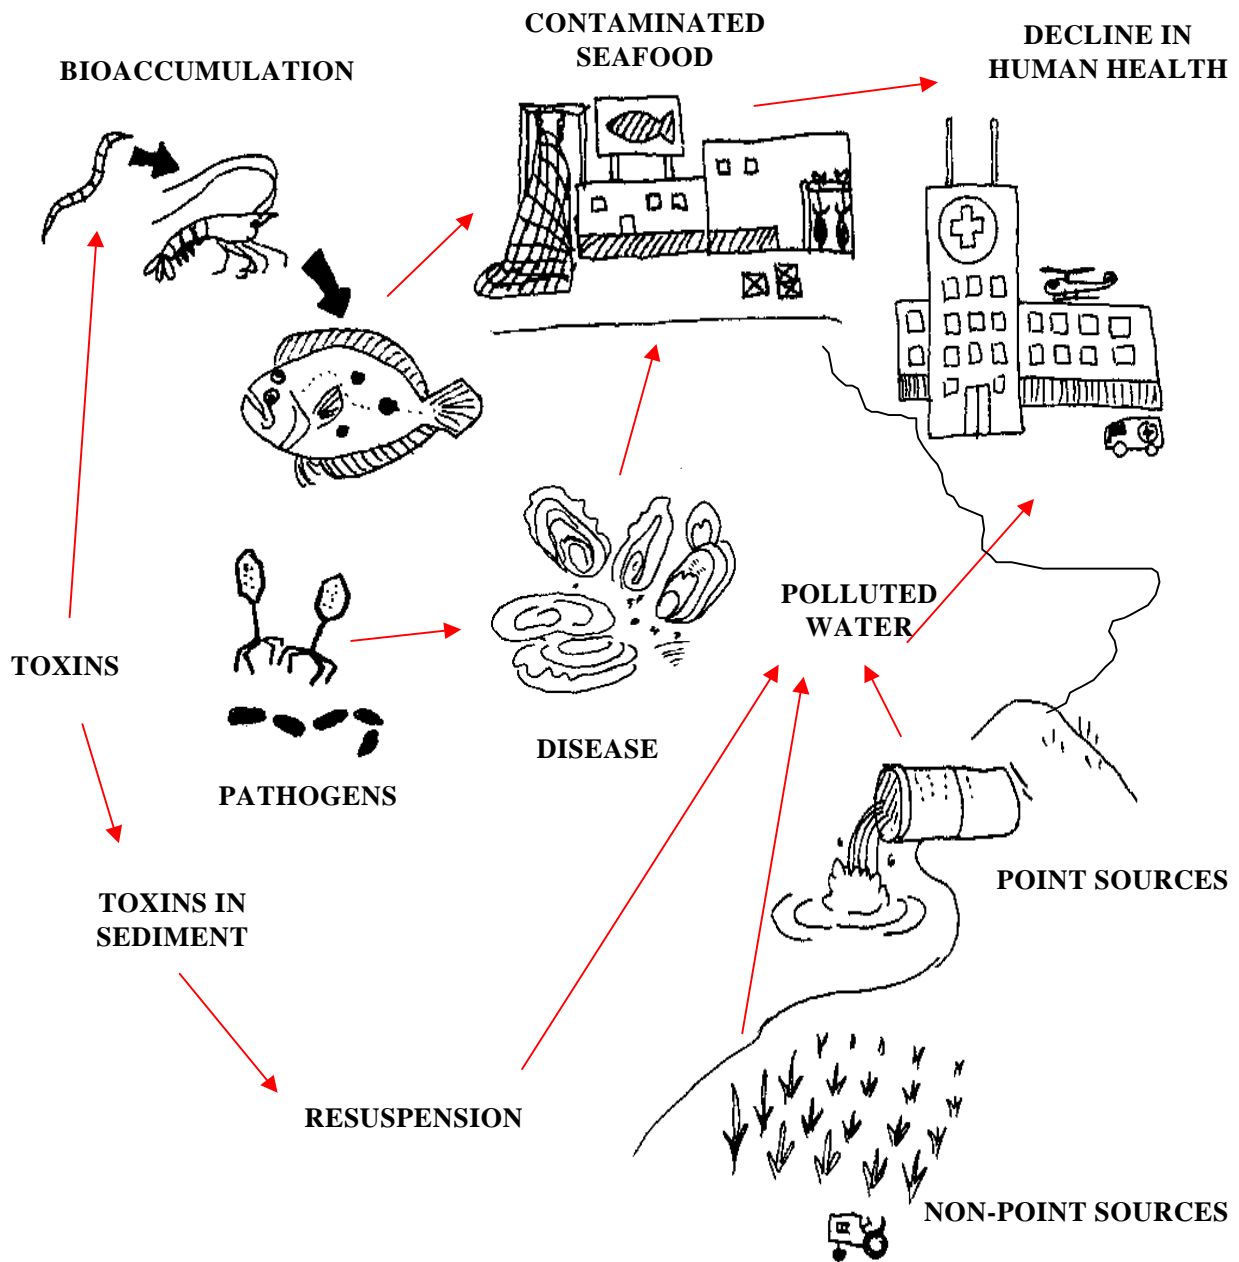 CONTAMINATED
SEAFOOD
DECLINE IN
HUMAN HEALTH
BIOACCUMULATION
POLLUTED
WATER
TOXINS
DISEASE
PATHOGENS
POINT SOURCES
TOXINS IN
SEDIMENT
RESUSPENSION
NON-POINT SOURCES